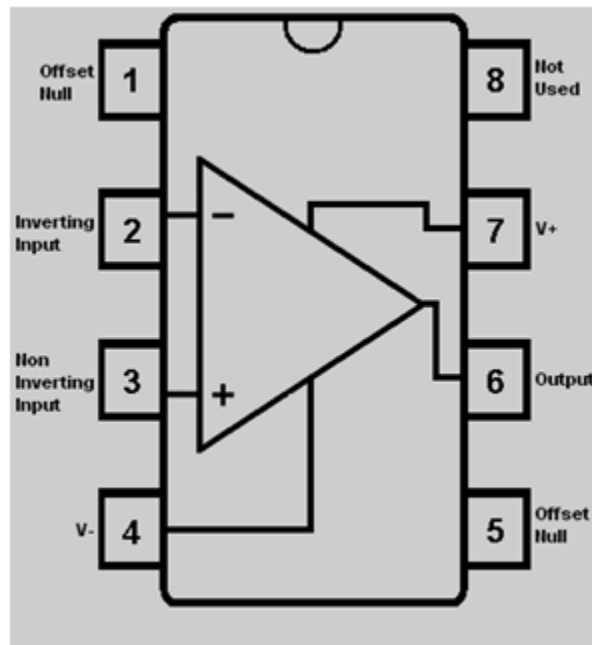 Offset
Null
1
8
Not
Used
Inverting
Input
2
-
7
V+
Non
Inverting
Input
3
+
6
Output
V-
4
5
Offset
Null